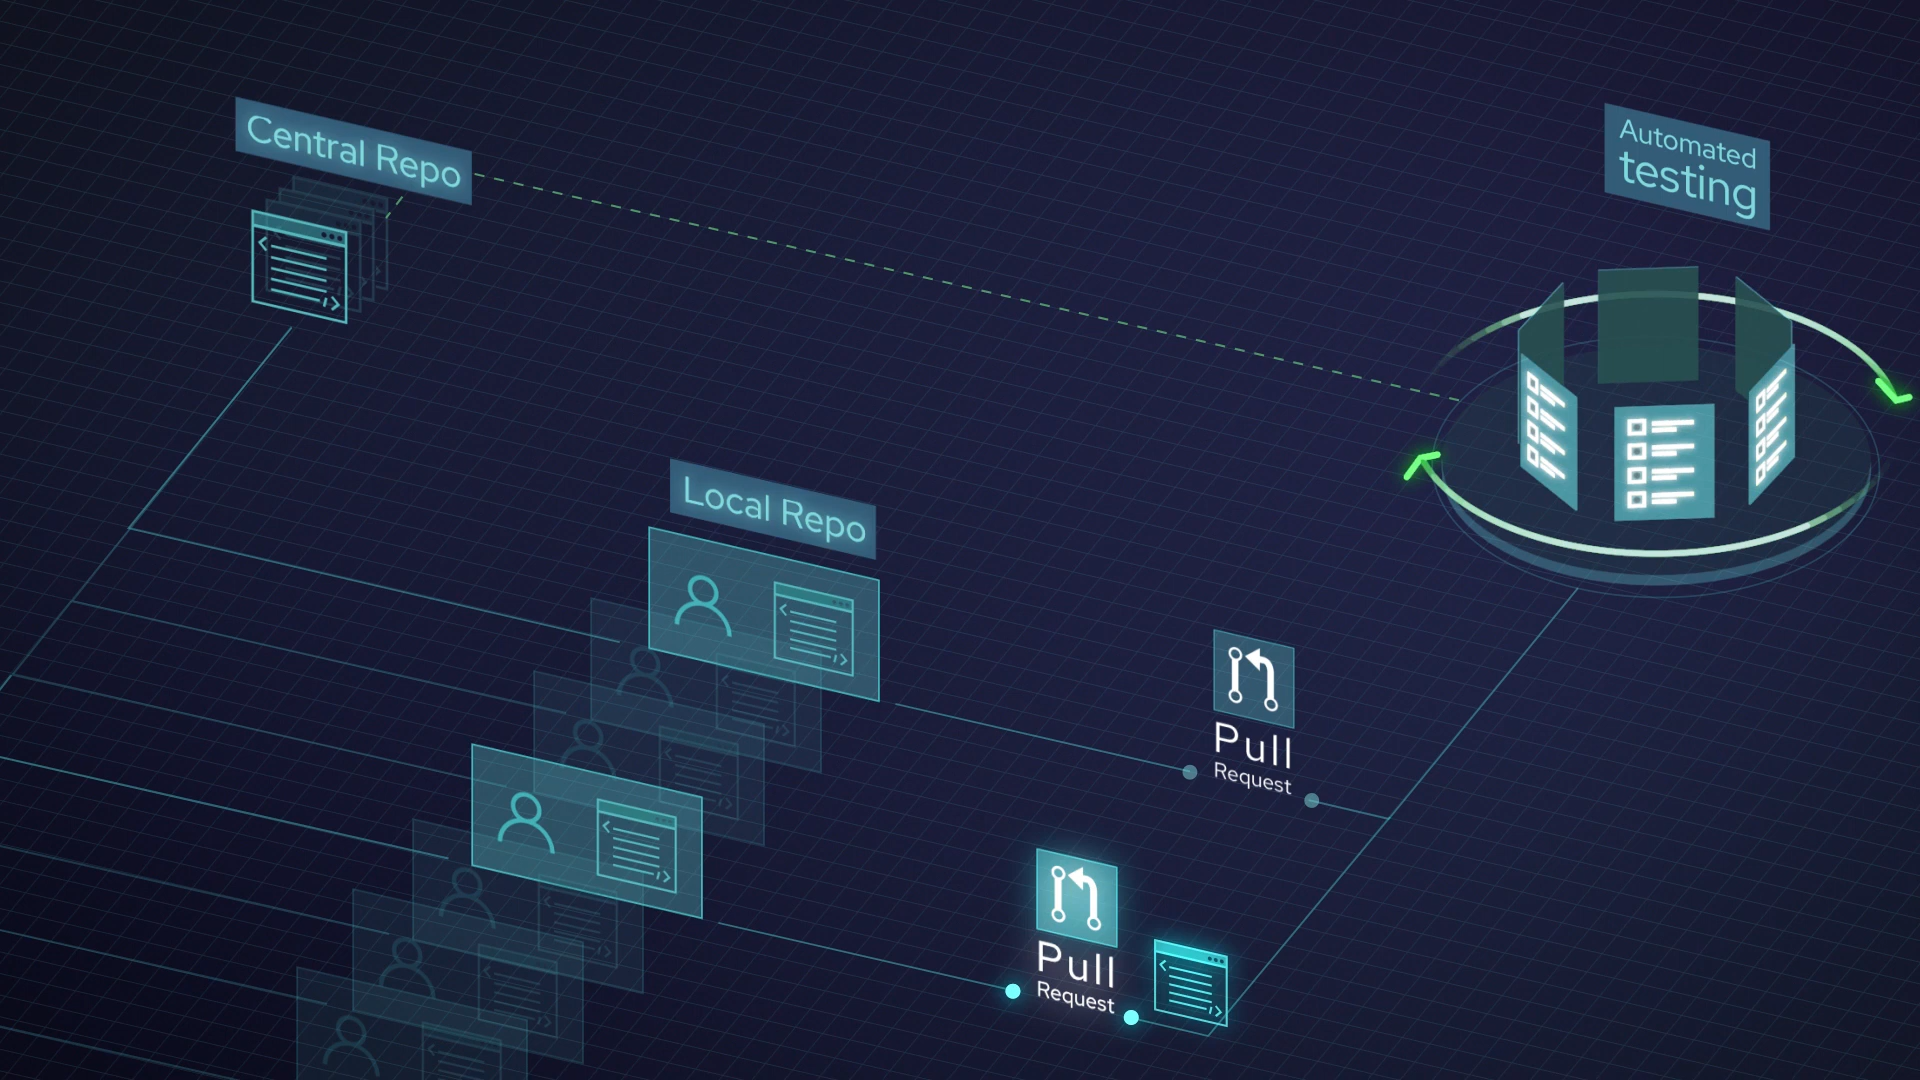 Central Repo
Automated
testing
Local Repo
Pull
Request
Pull
Request